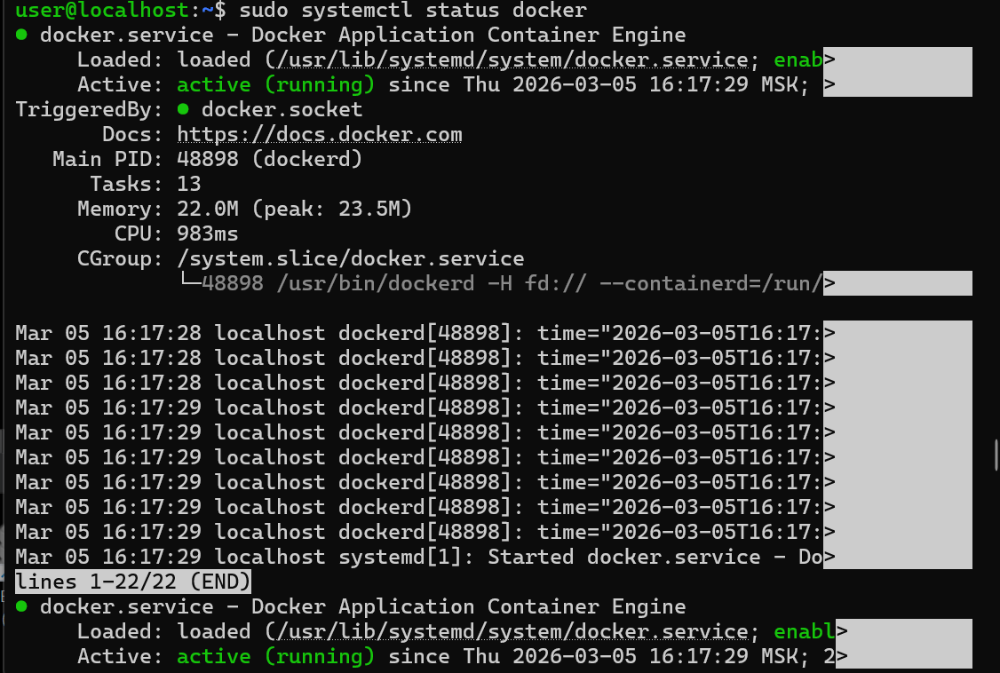 user@localhost:~$ sudo systemctl status docker
● docker.service - Docker Application Container Engine
Loaded: loaded (/usr/lib/systemd/system/docker.service; enab>
Active: active (running) since Thu 2026-03-05 16:17:29 MSK; >
TriggeredBy: ● docker.socket
Docs: https://docs.docker.com
Main PID: 48898 (dockerd)
Tasks: 13
Memory: 22.0M (peak: 23.5M)
CPU: 983ms
CGroup: /system.slice/docker.service
└─48898 /usr/bin/dockerd -H fd:// --containerd=/run/>
Mar 05 16:17:28 localhost dockerd[48898]: time="2026-03-05T16:17:>
Mar 05 16:17:28 localhost dockerd[48898]: time="2026-03-05T16:17:>
Mar 05 16:17:28 localhost dockerd[48898]: time="2026-03-05T16:17:>
Mar 05 16:17:29 localhost dockerd[48898]: time="2026-03-05T16:17:>
Mar 05 16:17:29 localhost dockerd[48898]: time="2026-03-05T16:17:>
Mar 05 16:17:29 localhost dockerd[48898]: time="2026-03-05T16:17:>
Mar 05 16:17:29 localhost dockerd[48898]: time="2026-03-05T16:17:>
Mar 05 16:17:29 localhost dockerd[48898]: time="2026-03-05T16:17:>
Mar 05 16:17:29 localhost dockerd[48898]: time="2026-03-05T16:17:>
Mar 05 16:17:29 localhost systemd[1]: Started docker.service - Do>
lines 1-22/22 (END)
● docker.service - Docker Application Container Engine
Loaded: loaded (/usr/lib/systemd/system/docker.service; enabl>
Active: active (running) since Thu 2026-03-05 16:17:29 MSK; 2>